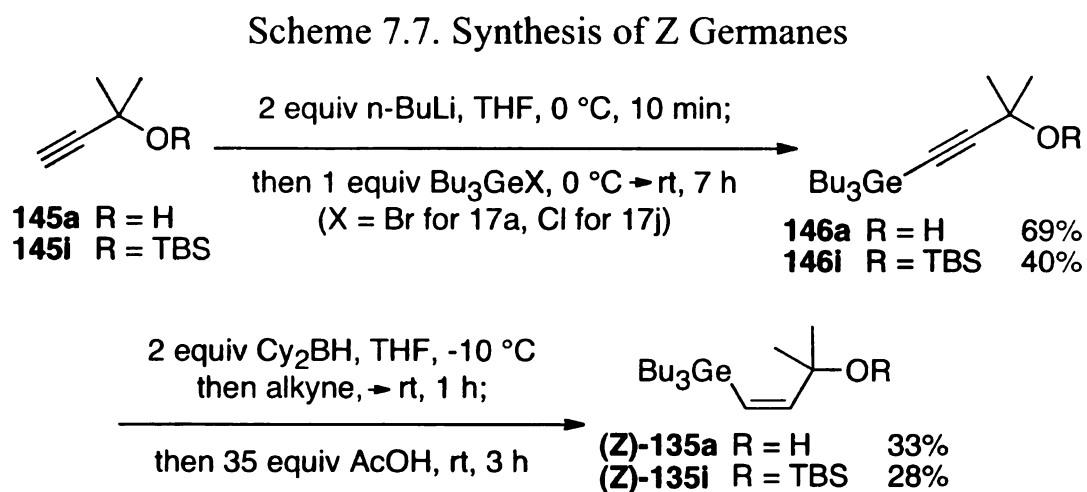 Scheme 7.7. Synthesis of Z Germanes
OR
145a R = H
145i R = TBS
2 equiv n-BuLi, THF, 0 °C, 10 min;
then 1 equiv Bu3GeX, 0 °C → rt, 7 h
(X = Br for 17a, Cl for 17j)
OR
Bu3Ge
146a R = H 69%
146i R = TBS 40%
2 equiv Cy2BH, THF, -10 °C
then alkyne, → rt, 1 h;
then 35 equiv AcOH, rt, 3 h
Bu3Ge
OR
(Z)-135a R = H 33%
(Z)-135i R = TBS 28%